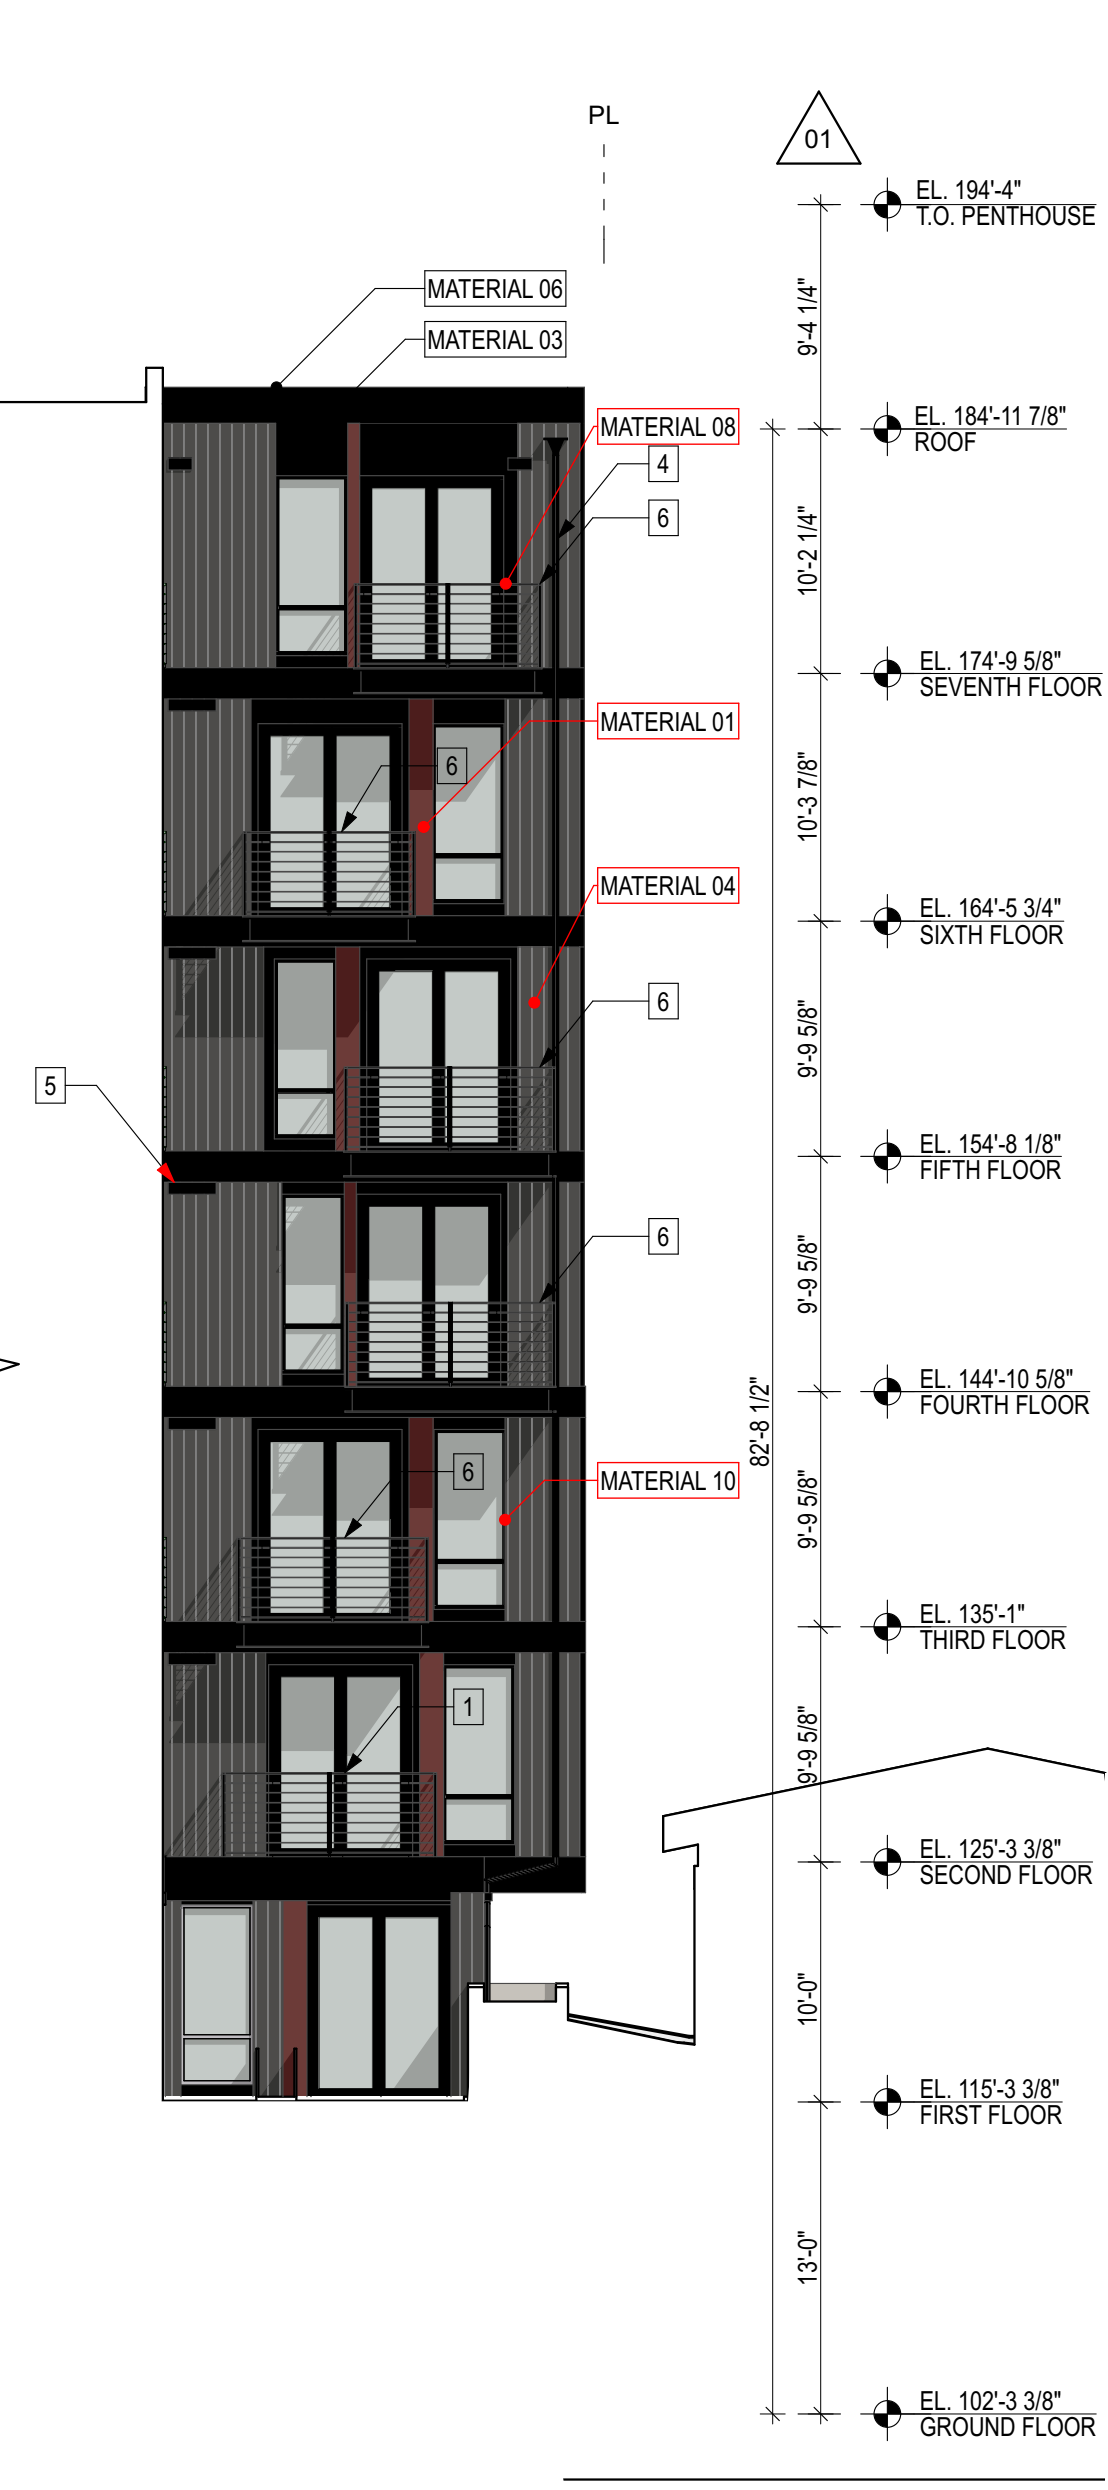 PL
01
EL. 194'-4"
T.O. PENTHOUSE
MATERIAL 06
9'-4 1/4"
MATERIAL 03
MATERIAL 08
EL. 184'-11 7/8"
ROOF
4
6
10'-2 1/4"
EL. 174'-9 5/8"
SEVENTH FLOOR
MATERIAL 01
6
10'-3 7/8"
MATERIAL 04
EL. 164'-5 3/4"
SIXTH FLOOR
6
9'-9 5/8"
5
EL. 154'-8 1/8"
FIFTH FLOOR
6
9'-9 5/8"
EL. 144'-10 5/8"
FOURTH FLOOR
82'-8 1/2"
6
MATERIAL 10
9'-9 5/8"
EL. 135'-1"
THIRD FLOOR
1
9'-9 5/8"
EL. 125'-3 3/8"
SECOND FLOOR
10'-0"
EL. 115'-3 3/8"
FIRST FLOOR
13'-0"
EL. 102'-3 3/8"
GROUND FLOOR